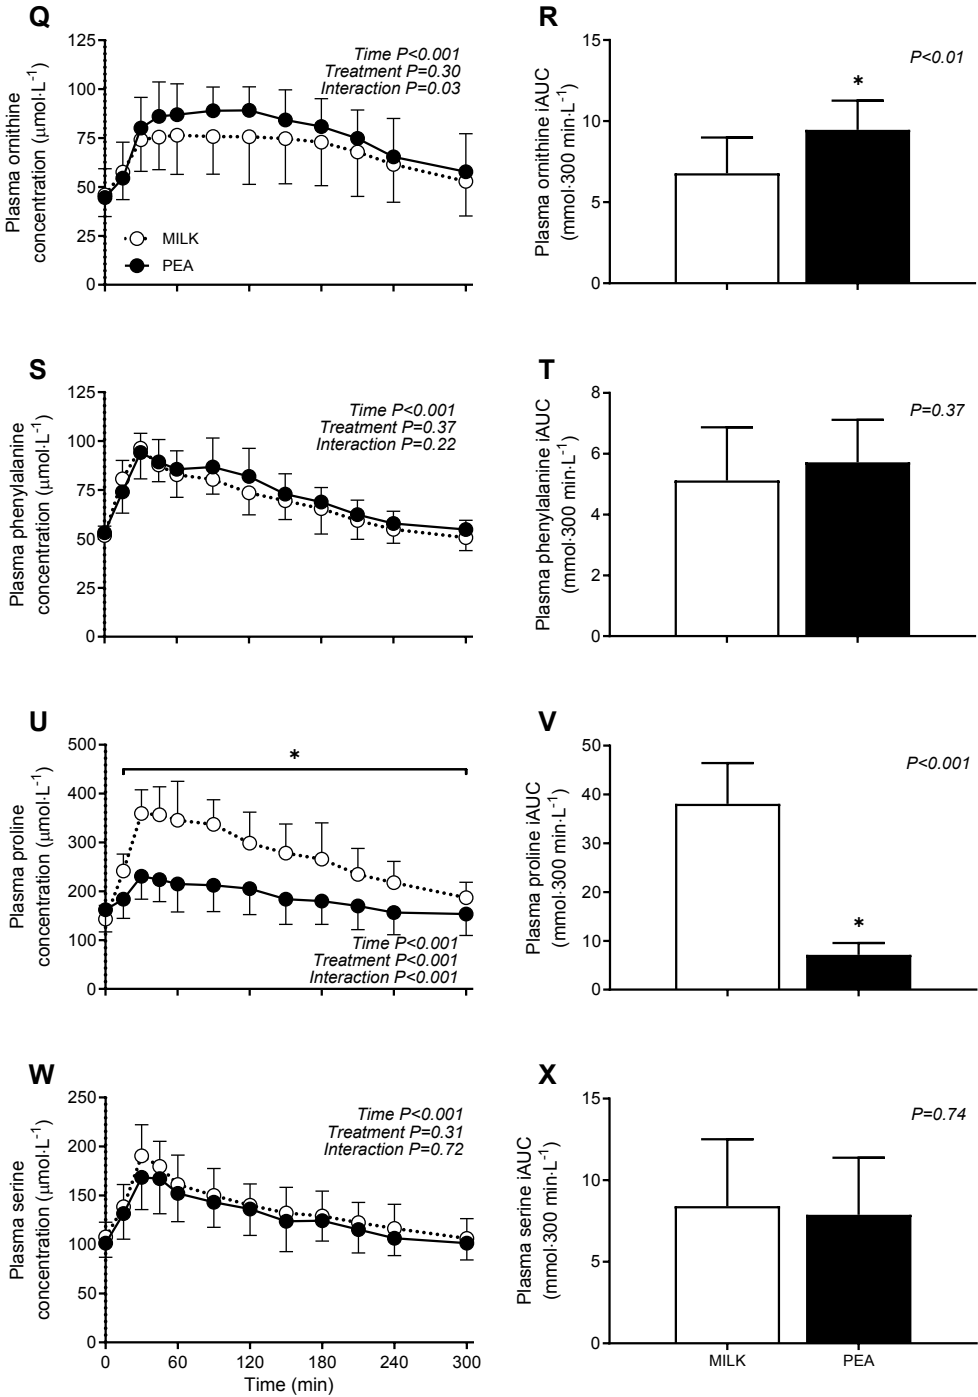 Q
Plasma ornithine
concentration (μmol·L⁻¹)
125
100
75
50
25
0
Time P<0.001
Treatment P=0.30
Interaction P=0.03
MILK
PEA
R
Plasma ornithine iAUC
(mmol·300 min·L⁻¹)
15
10
5
0
P<0.01
*
S
Plasma phenylalanine
concentration (μmol·L⁻¹)
125
100
75
50
25
0
Time P<0.001
Treatment P=0.37
Interaction P=0.22
T
Plasma phenylalanine iAUC
(mmol·300 min·L⁻¹)
8
6
4
2
0
P=0.37
U
Plasma proline
concentration (μmol·L⁻¹)
500
400
300
200
100
0
*
Time P<0.001
Treatment P<0.001
Interaction P<0.001
V
Plasma proline iAUC
(mmol·300 min·L⁻¹)
50
40
30
20
10
0
P<0.001
*
W
Plasma serine
concentration (μmol·L⁻¹)
250
200
150
100
50
0
Time P<0.001
Treatment P=0.31
Interaction P=0.72
0 60 120 180 240 300
Time (min)
X
Plasma serine iAUC
(mmol·300 min·L⁻¹)
15
10
5
0
P=0.74
MILK PEA